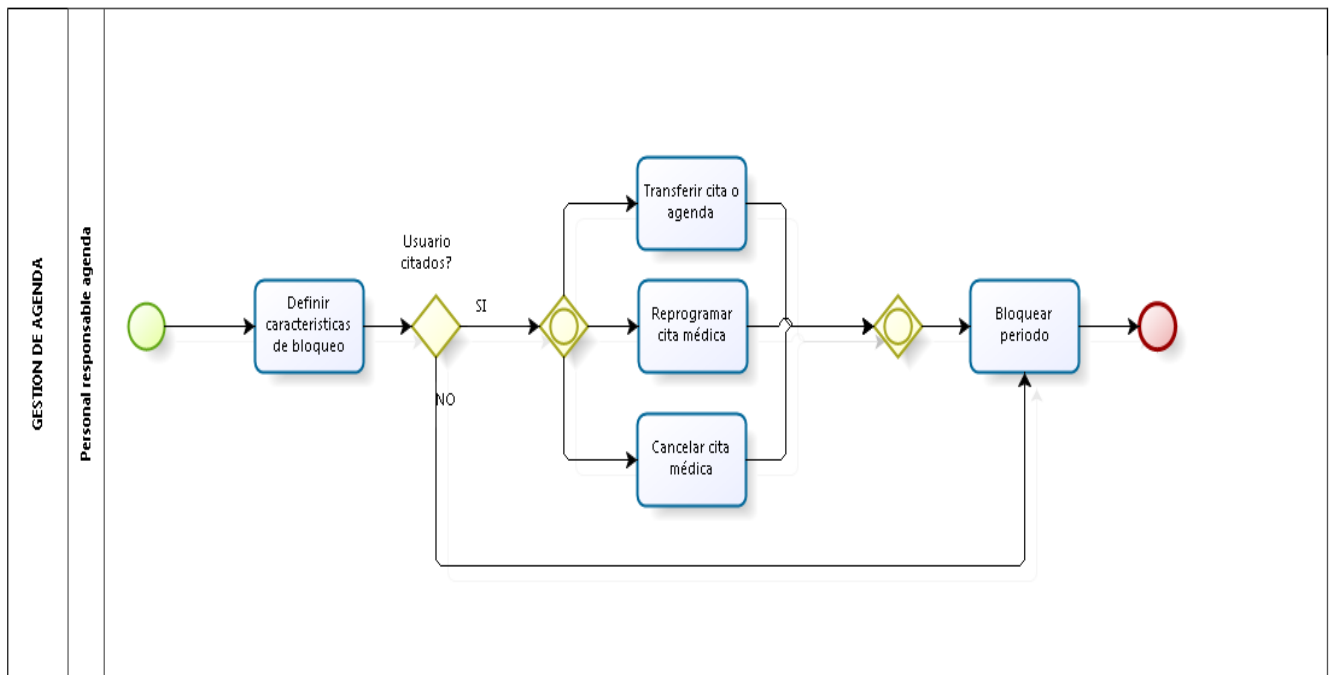 GESTION DE AGENDA
Personal responsable agenda
Definir
caracteristicas
de bloqueo
Usuario
citados?
SI
NO
Transferir cita o
agenda
Reprogramar
cita médica
Cancelar cita
médica
Bloquear
periodo